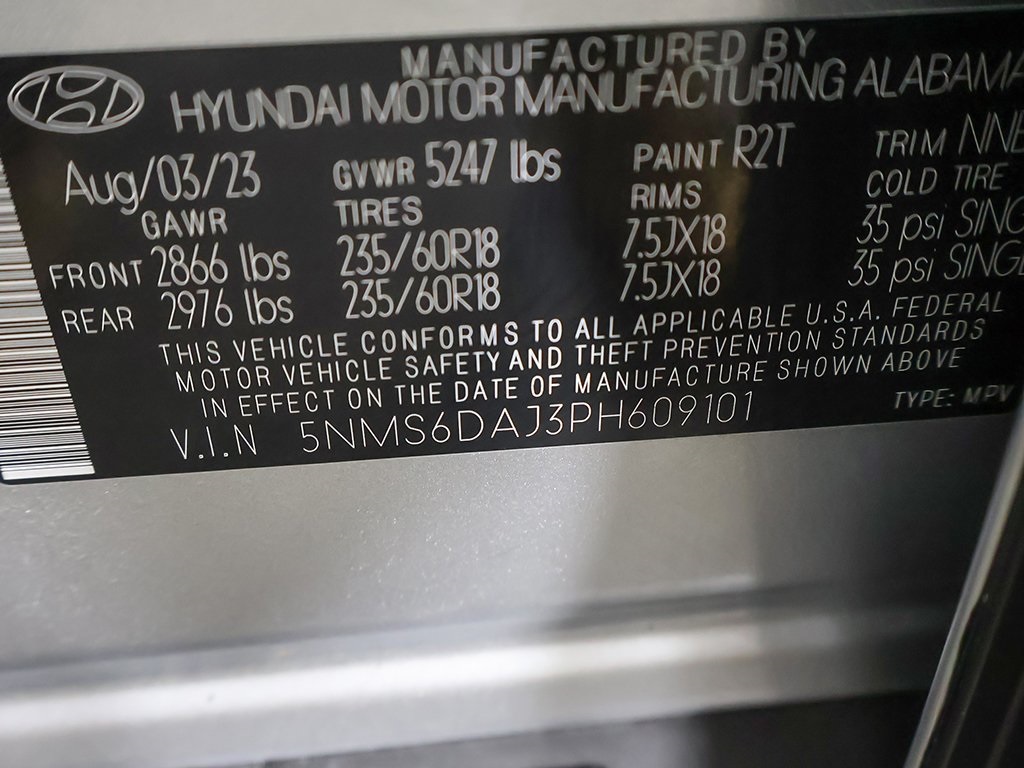 MANUFACTURED BY
HYUNDAI MOTOR MANUFACTURING ALABAMA
Aug/03/23 GVWR 5247 lbs PAINT R2T TRIM
GAWR TIRES RIMS COLD TIRE
FRONT 2866 lbs 235/60R18 7.5JX18 35 psi
REAR 2976 lbs 235/60R18 7.5JX18 35 psi
THIS VEHICLE CONFORMS TO ALL APPLICABLE U.S.A. FEDERAL
MOTOR VEHICLE SAFETY AND THEFT PREVENTION STANDARDS
IN EFFECT ON THE DATE OF MANUFACTURE SHOWN ABOVE
V.I.N 5NMS6DAJ3PH609101 TYPE: MPV